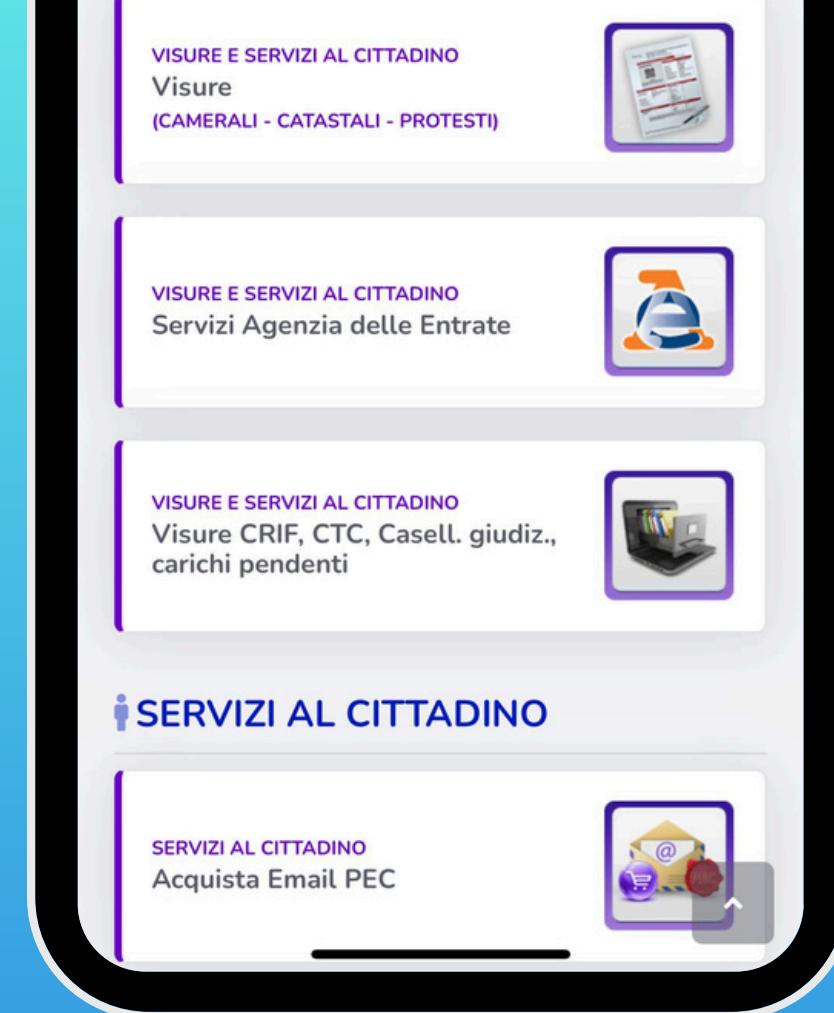 VISURE E SERVIZI AL CITTADINO
Visure
(CAMERALI - CATASTALI - PROTESTI)
VISURE E SERVIZI AL CITTADINO
Servizi Agenzia delle Entrate
VISURE E SERVIZI AL CITTADINO
Visure CRIF, CTC, Casell. giudiz.,
carichi pendenti
SERVIZI AL CITTADINO
SERVIZI AL CITTADINO
Acquista Email PEC
@